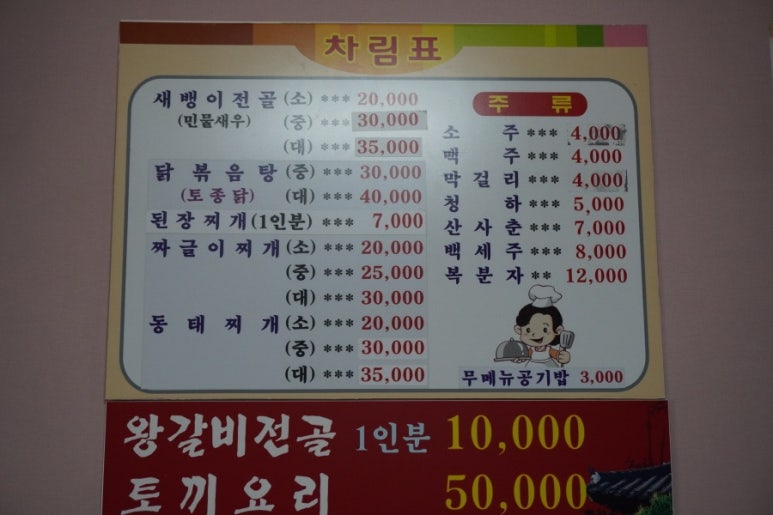 차림표
새뱅이전골 (소) *** 20,000
(민물새우) (중) *** 30,000
(대) *** 35,000
닭볶음탕 (중) *** 30,000
(토종닭) (대) *** 40,000
된장찌개 (1인분) *** 7,000
짜글이찌개 (소) *** 20,000
(중) *** 25,000
(대) *** 30,000
동태찌개 (소) *** 20,000
(중) *** 30,000
(대) *** 35,000
주류
소주 *** 4,000
맥주 *** 4,000
막걸리 *** 4,000
청하 *** 5,000
산사춘 *** 7,000
백세주 *** 8,000
복분자 ** 12,000
무메뉴공기밥 3,000
왕갈비전골 1인분 10,000
토끼요리 50,000